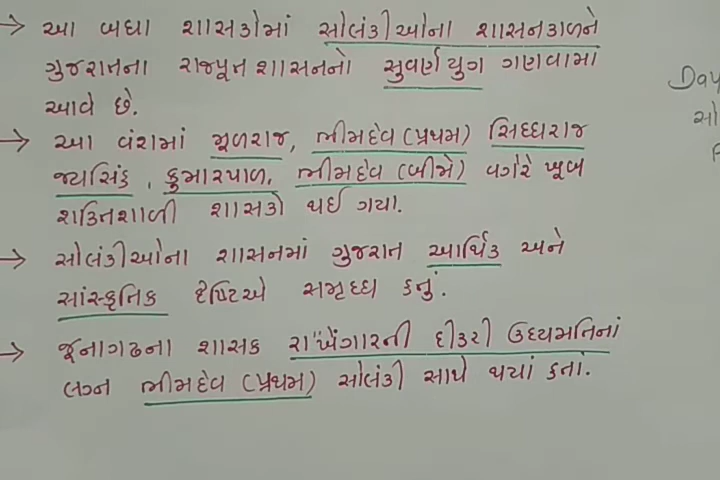 → આ બધા શાસકોમાં સોલંકીઓના શાસનકાળને
ગુજરાતના રાજપૂત શાસનનો સુવર્ણ યુગ ગણવામાં
આવે છે.
→ આ વંશમાં મૂળરાજ, ભીમદેવ (પ્રથમ) સિધ્ધરાજ
જયસિંહ, કુમારપાળ, ભીમદેવ (બીજો) વગેરે ખૂબ
શક્તિશાળી શાસકો થઈ ગયા.
→ સોલંકીઓના શાસનમાં ગુજરાત આર્થિક અને
સાંસ્કૃતિક દૃષ્ટિએ સમૃધ્ધ હતું.
→ જૂનાગઢના શાસક રા'ખેંગારની દીકરી ઉદયમતિનાં
લગ્ન ભીમદેવ (પ્રથમ) સોલંકી સાથે થયાં હતાં.
Day
સો